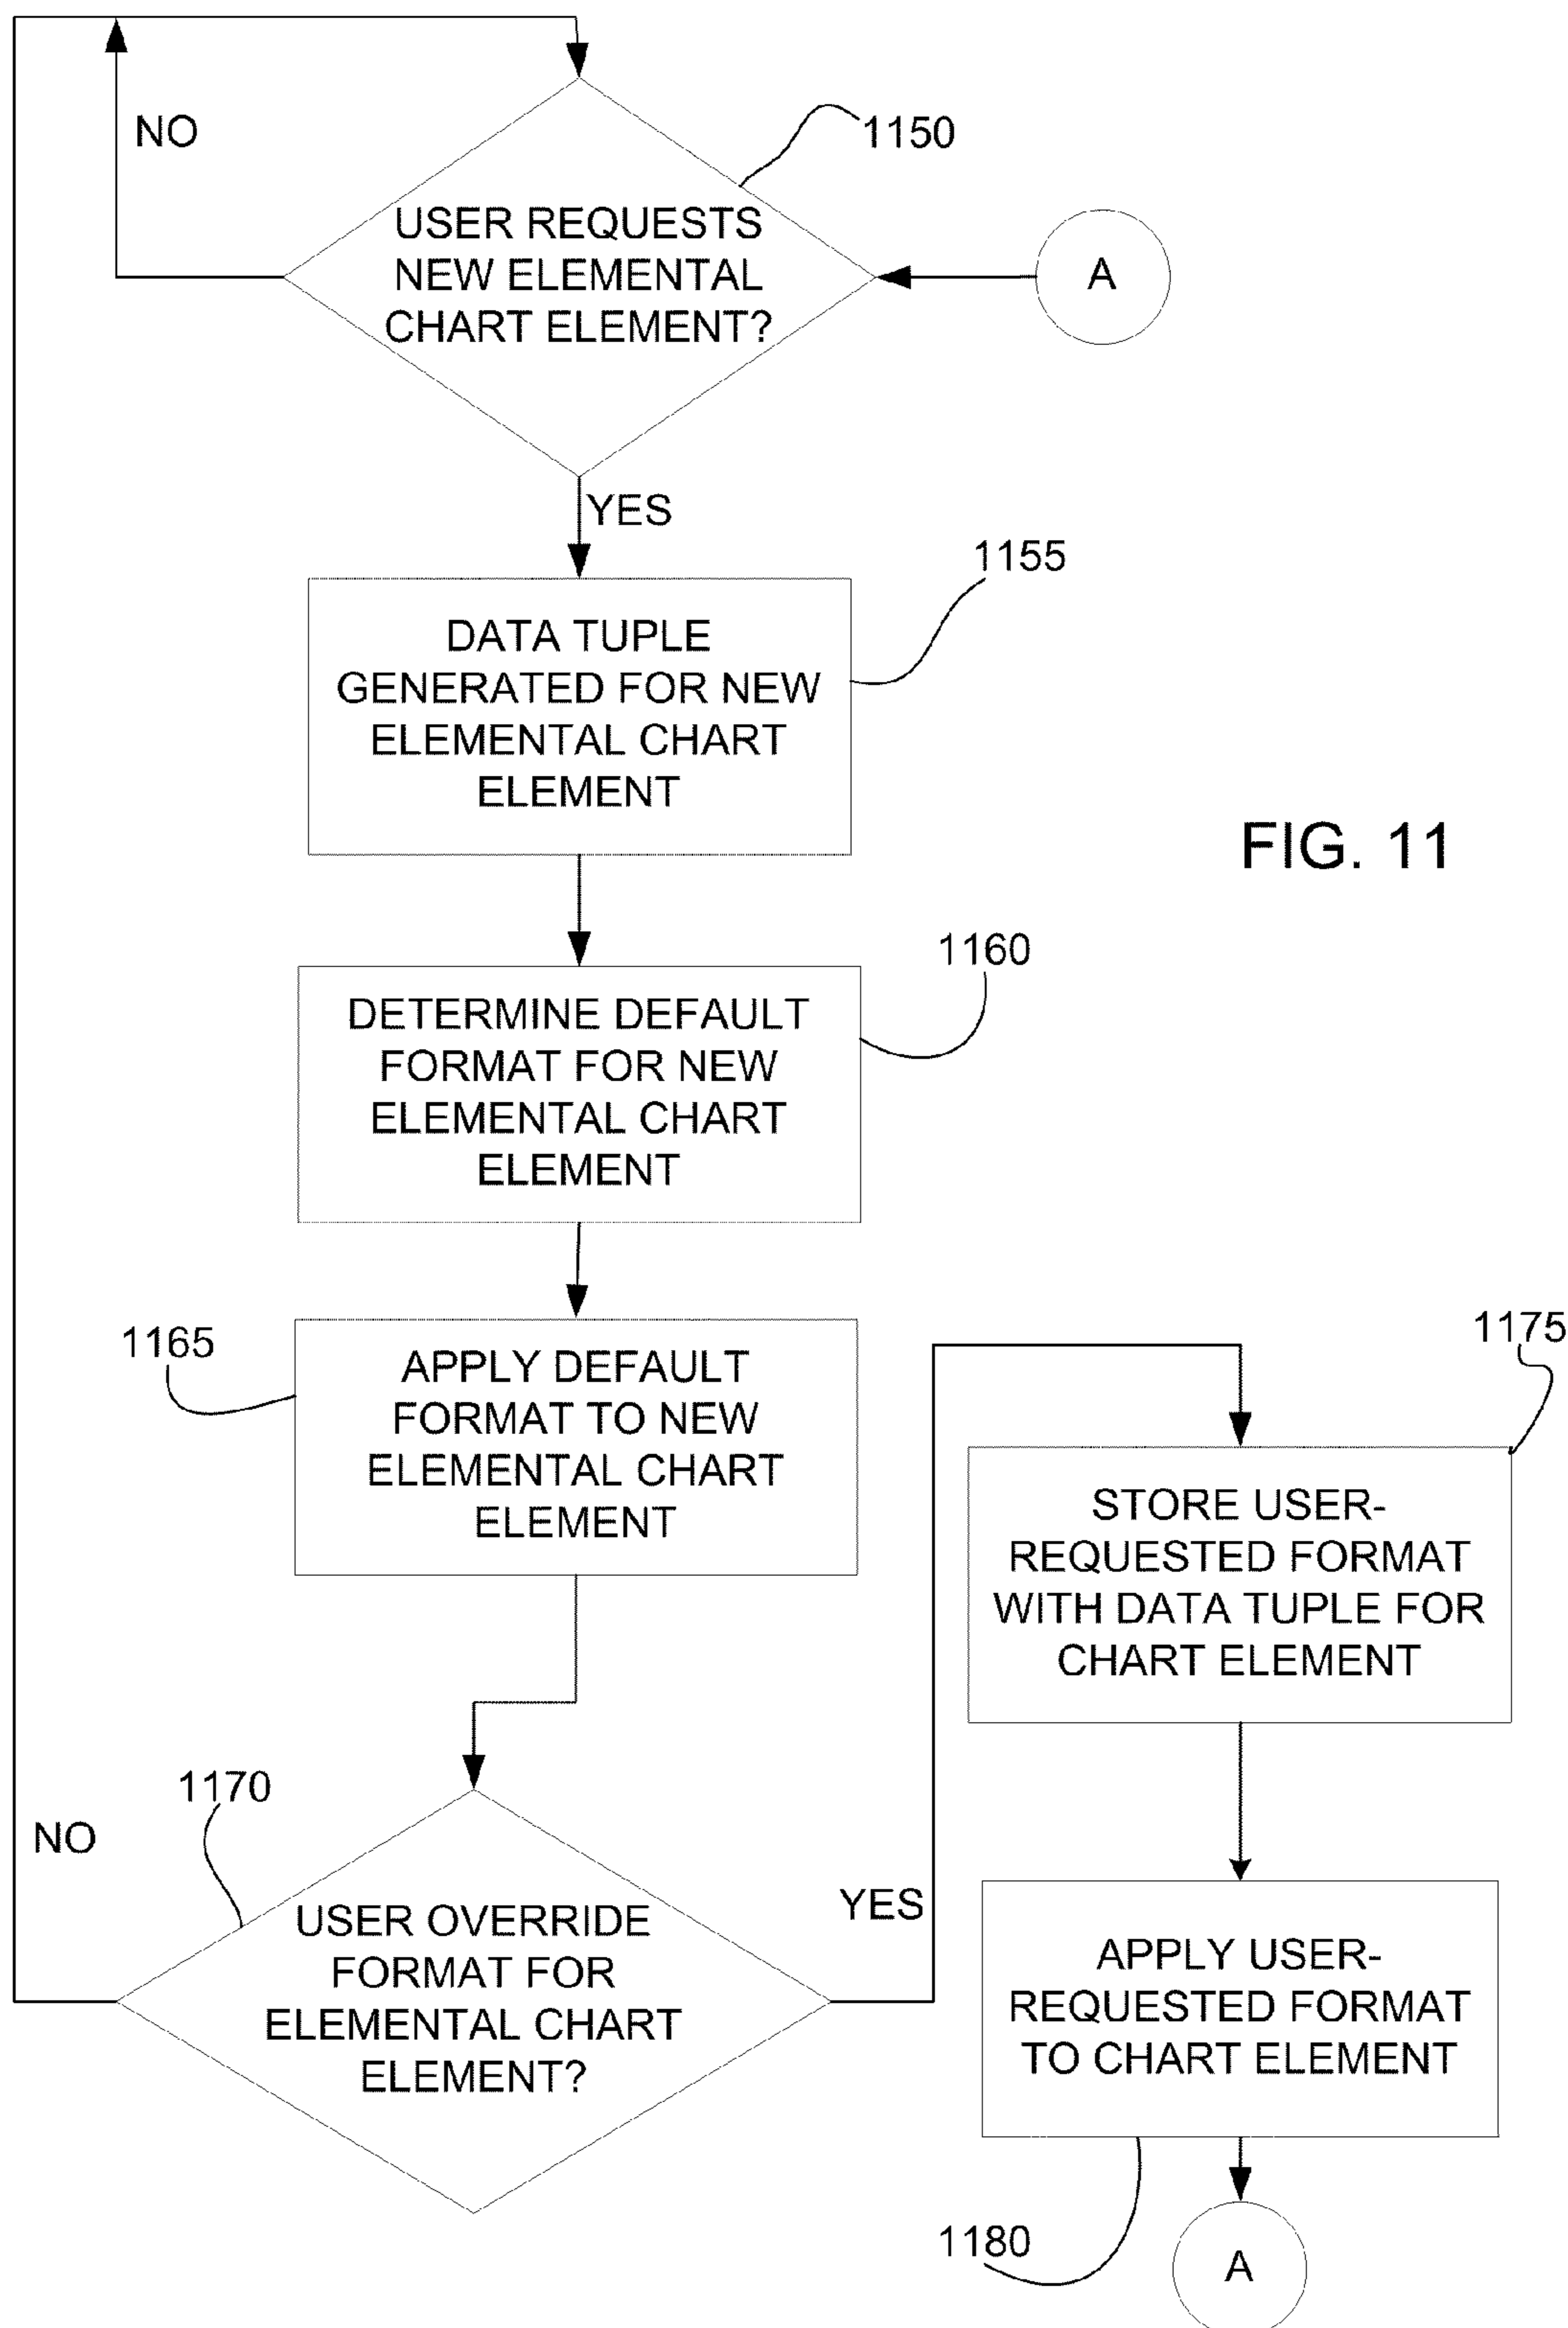 NO
1150
USER REQUESTS
NEW ELEMENTAL
CHART ELEMENT?
A
YES
1155
DATA TUPLE
GENERATED FOR NEW
ELEMENTAL CHART
ELEMENT
FIG. 11
1160
DETERMINE DEFAULT
FORMAT FOR NEW
ELEMENTAL CHART
ELEMENT
1165
APPLY DEFAULT
FORMAT TO NEW
ELEMENTAL CHART
ELEMENT
1175
STORE USER-
REQUESTED FORMAT
WITH DATA TUPLE FOR
CHART ELEMENT
1170
NO
USER OVERRIDE
FORMAT FOR
ELEMENTAL CHART
ELEMENT?
YES
APPLY USER-
REQUESTED FORMAT
TO CHART ELEMENT
1180
A